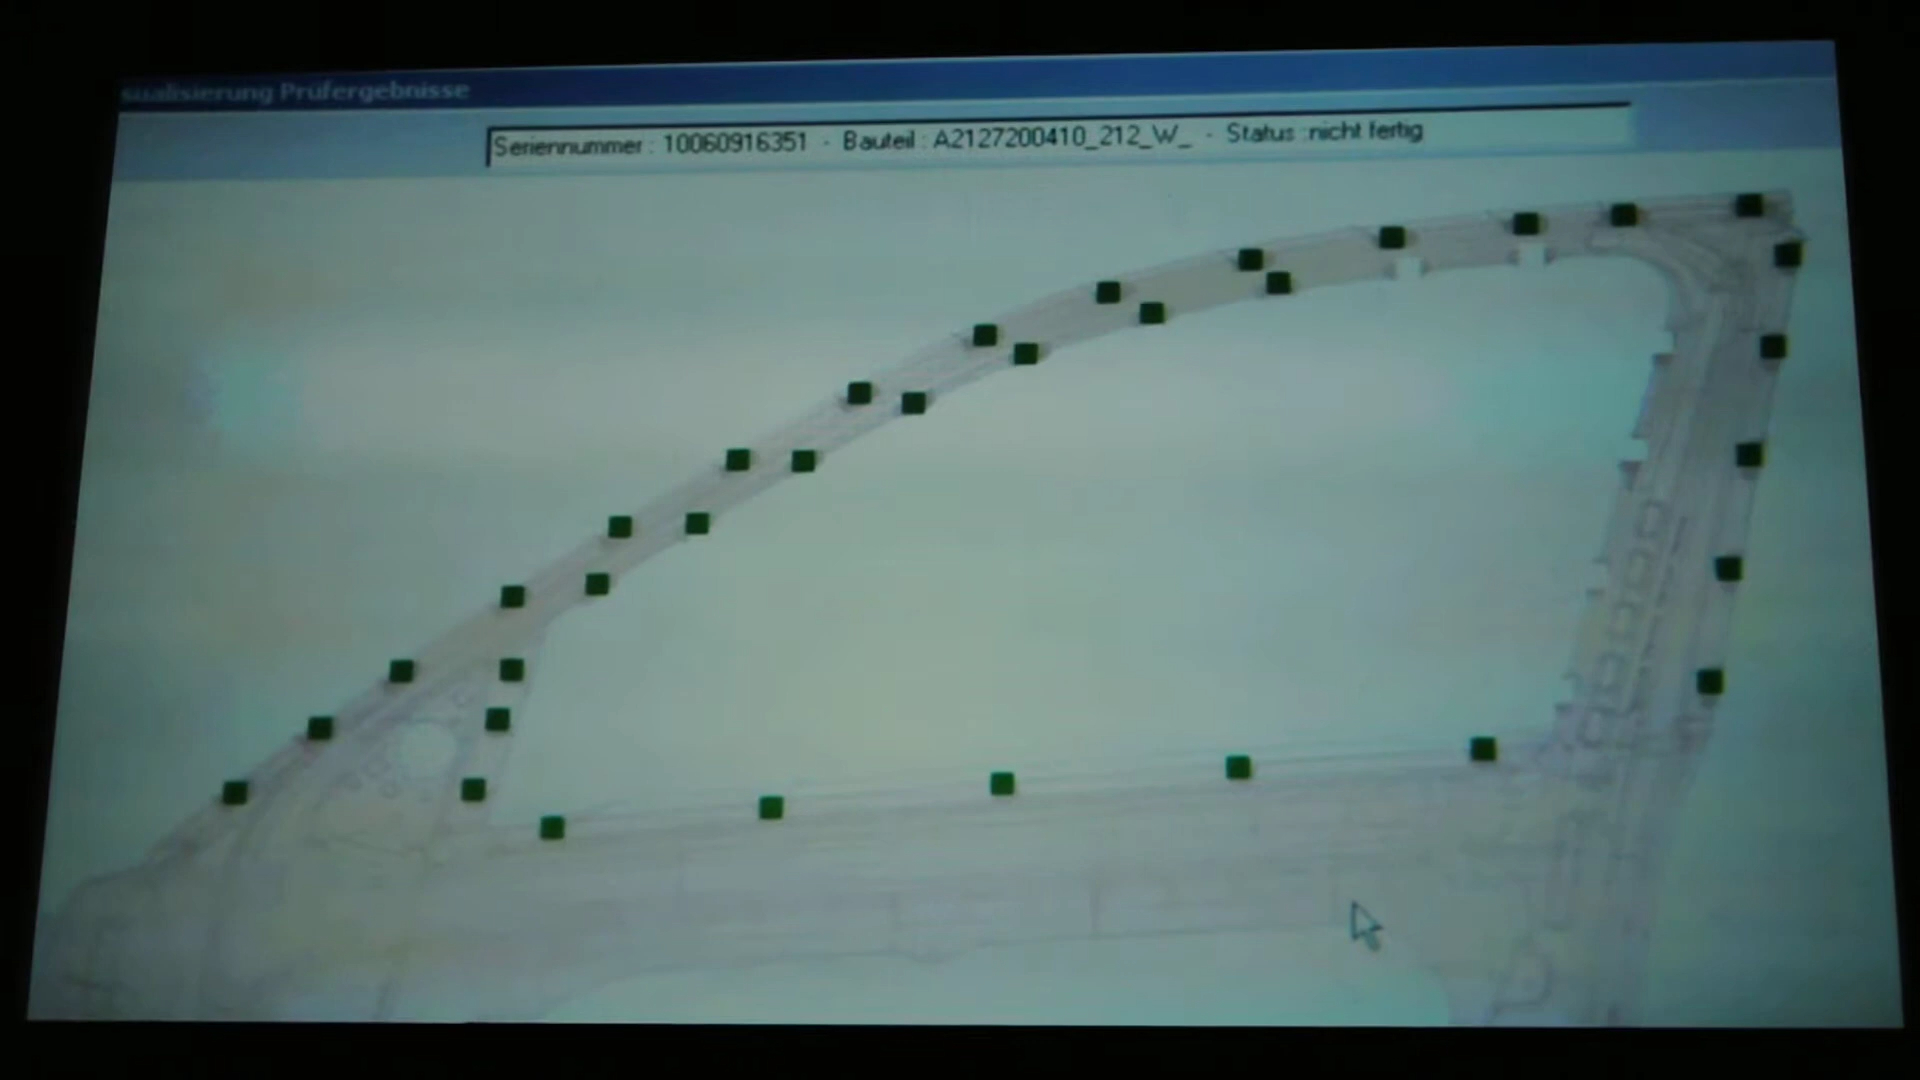 sualisierung Prüfergebnisse
Seriennummer : 10060916351 - Bauteil : A2127200410_212_W_ - Status :nicht fertig